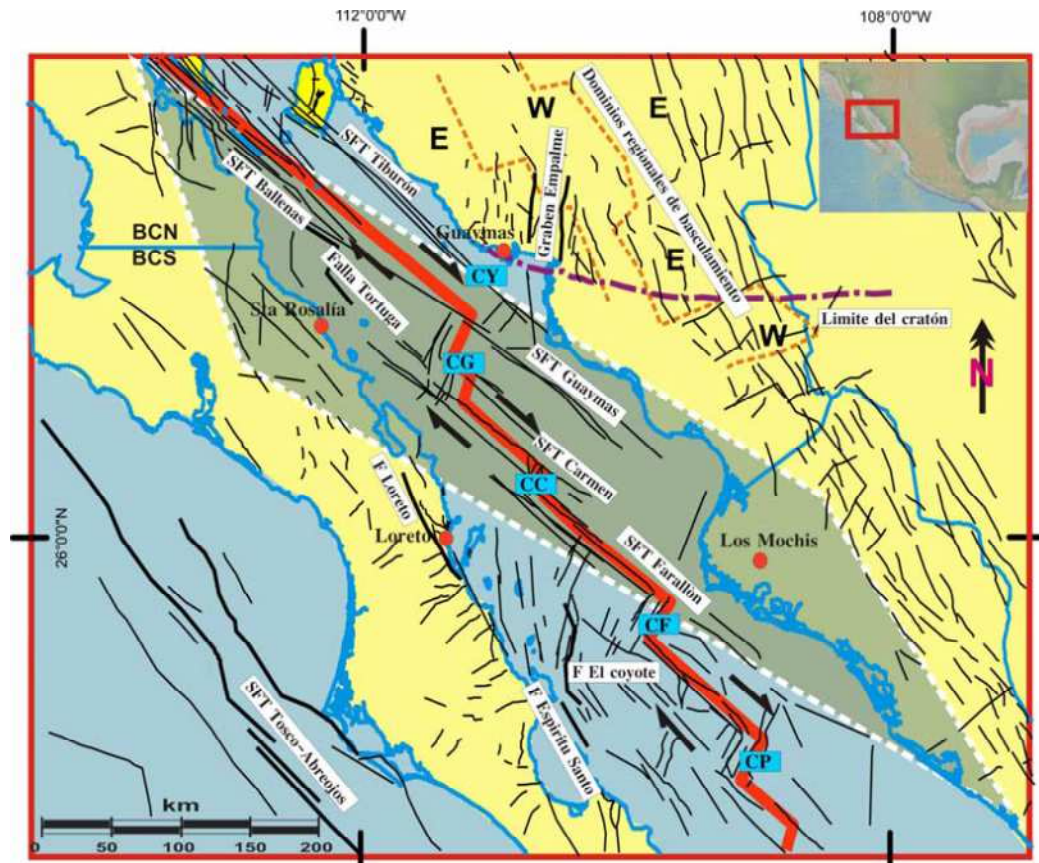 112°0'0"W
108°0'0"W
E
W
E
Dominios regionales de basculamiento
SFT Tiburón
SFT Ballenas
Graben Empalme
Guaymas
BCN
BCS
CY
E
Falla Tortuga
Sta Rosalía
Limite del cratón
W
CG
SFT Guaymas
N
SFT Carmen
F Loreto
CC
26°0'0"N
Loreto
Los Mochis
SFT Farallòn
CF
F El coyote
F Espiritu Santo
SFT Tosco-Abreojos
CP
km
0 50 100 150 200